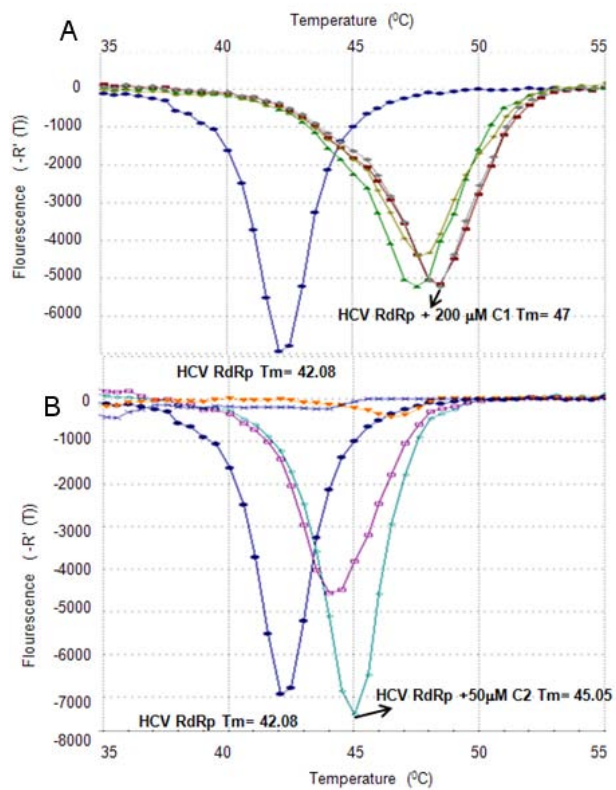 Temperature (⁰C)
A
35 40 45 50 55
0
-1000
-2000
-3000
-4000
-5000
-6000
Flourescence ( -R' (T))
HCV RdRp + 200 µM C1 Tm= 47
HCV RdRp Tm= 42.08
B
0
-1000
-2000
-3000
-4000
-5000
-6000
-7000
-8000
Flourescence ( -R' (T))
HCV RdRp +50µM C2 Tm= 45.05
HCV RdRp Tm= 42.08
35 40 45 50 55
Temperature (⁰C)